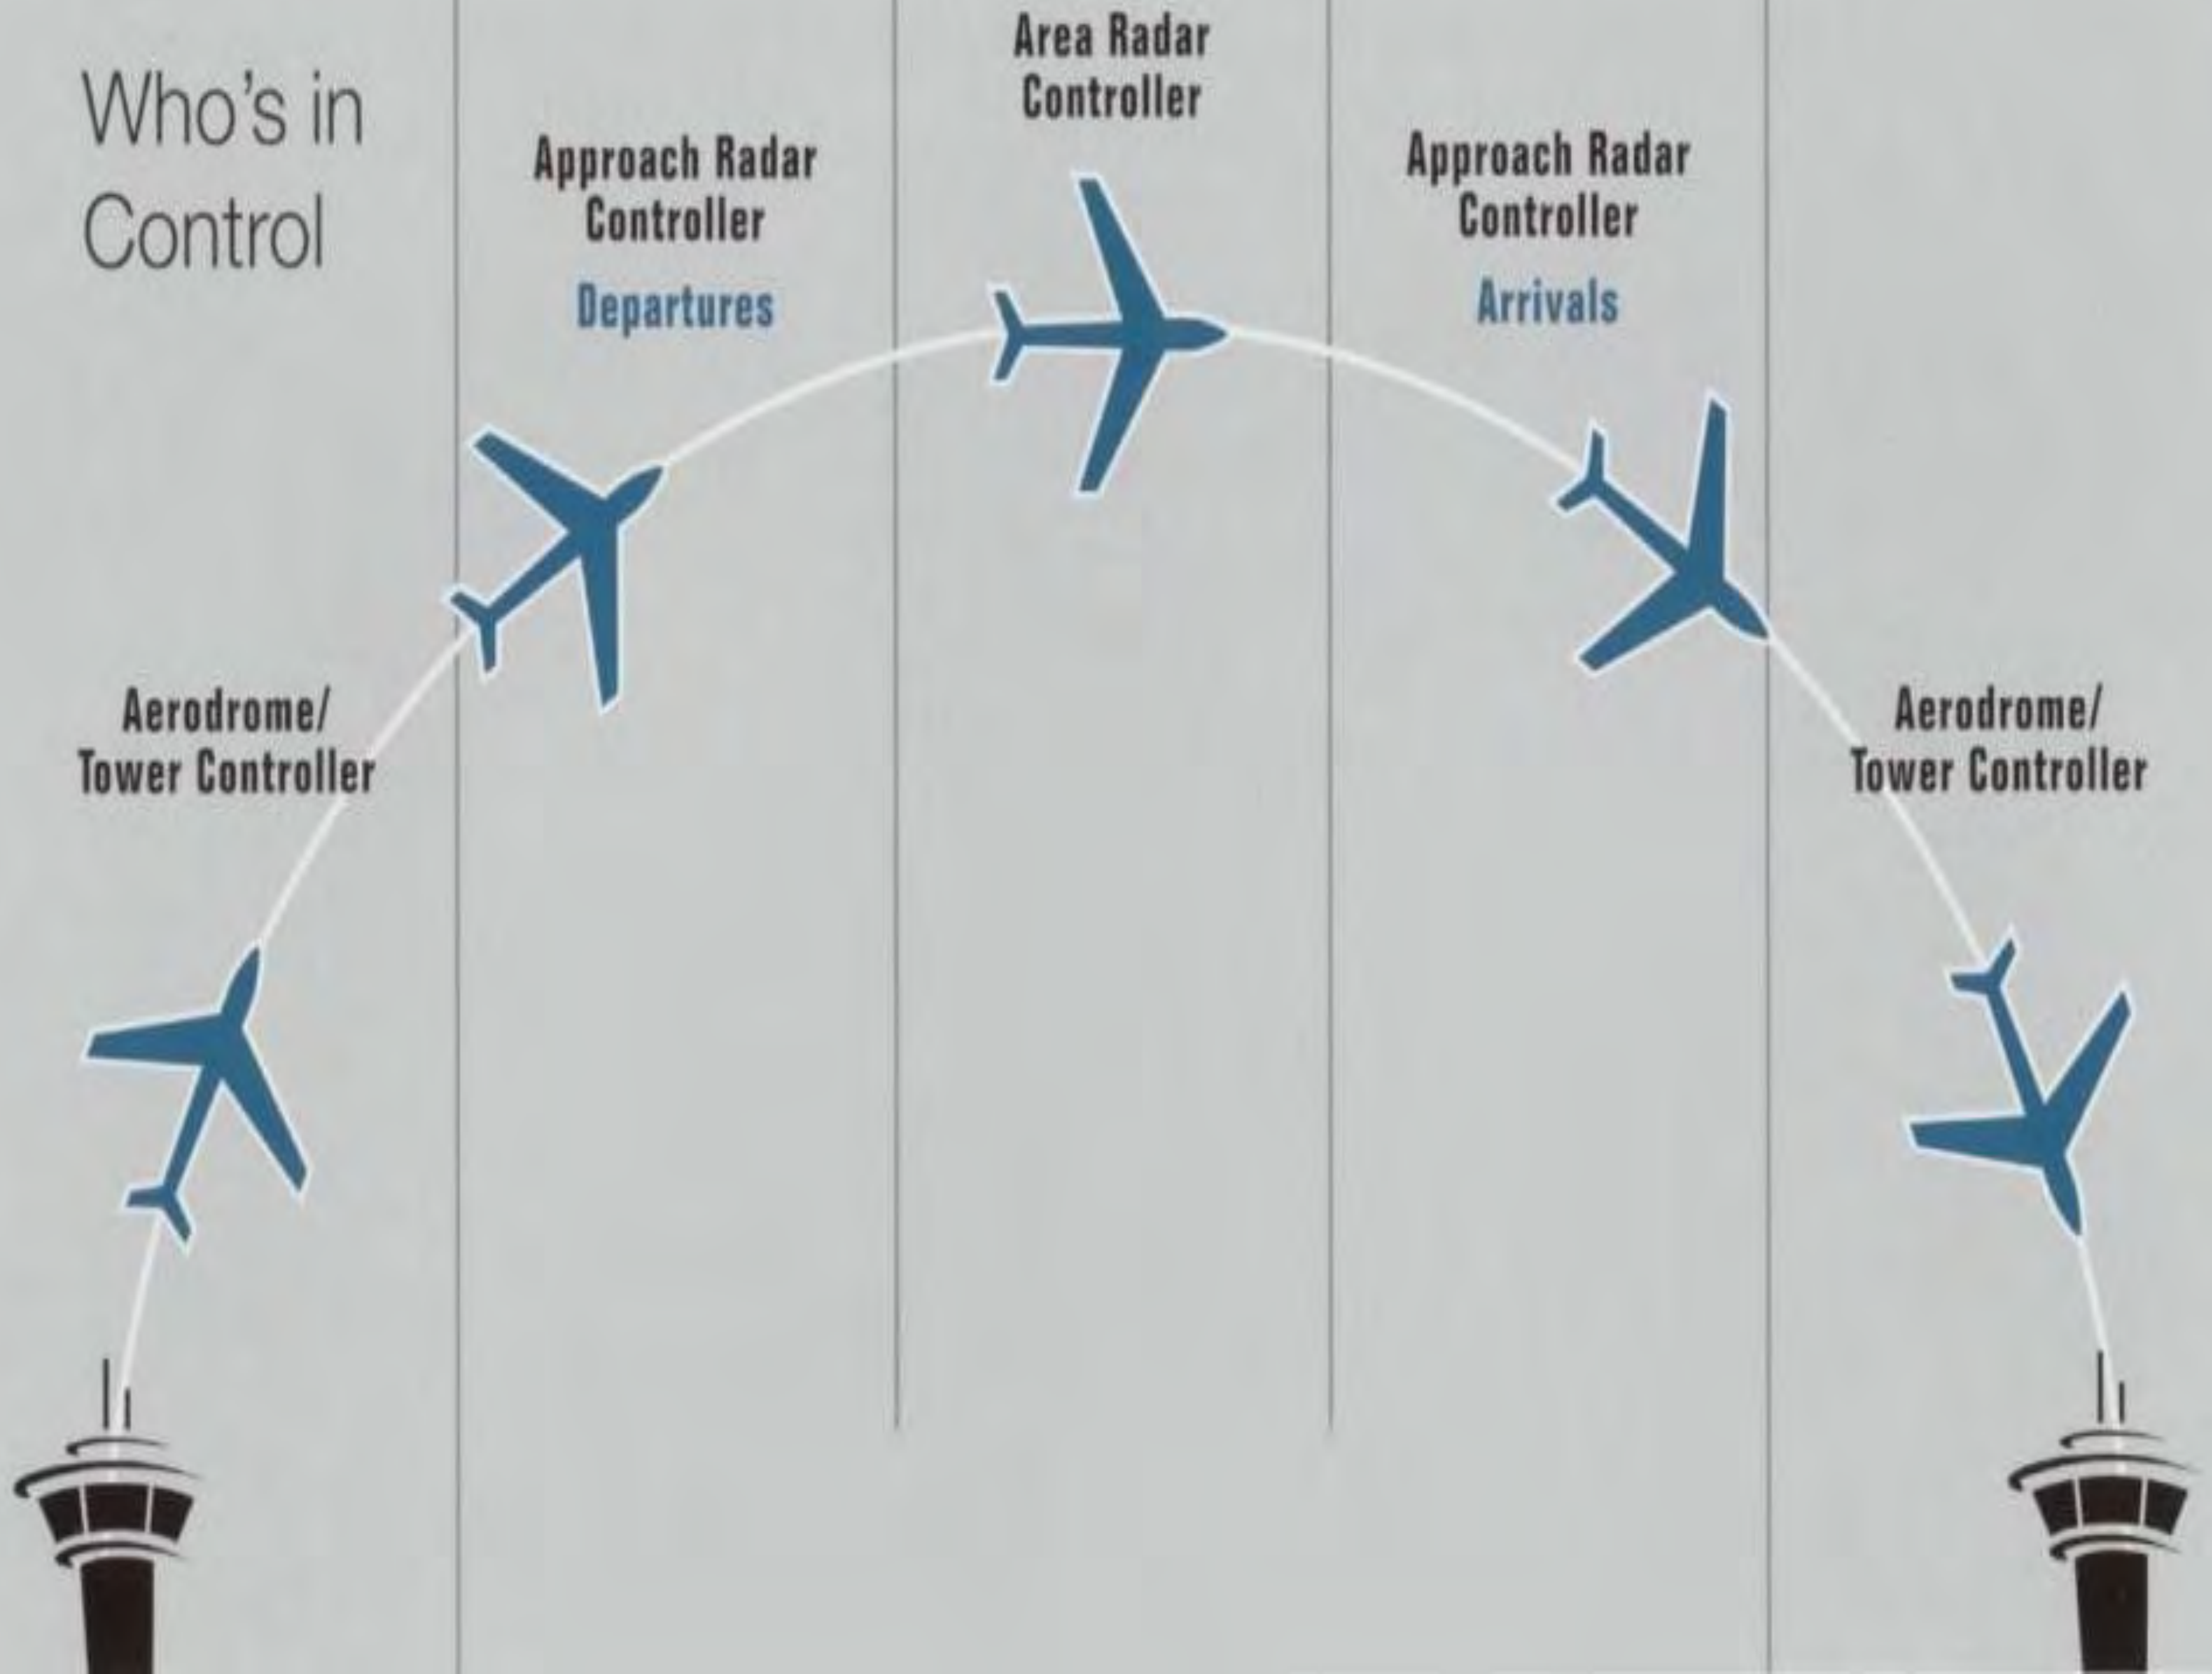 Who's in
Control
Aerodrome/
Tower Controller
Approach Radar
Controller
Departures
Area Radar
Controller
Approach Radar
Controller
Arrivals
Aerodrome/
Tower Controller